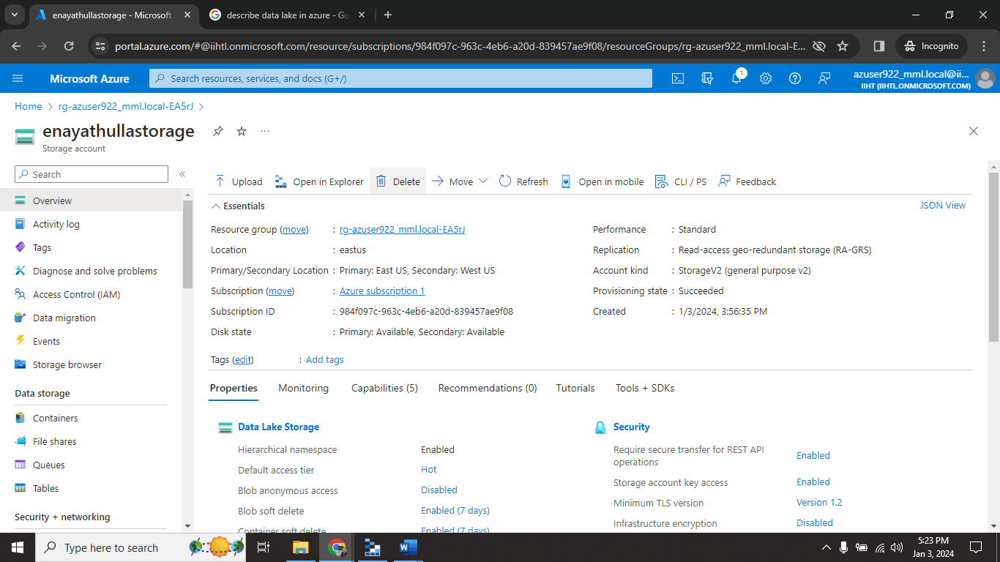 enayathullastorage - Microsoft A
describe data lake in azure - Go
portal.azure.com/#@iihtl.onmicrosoft.com/resource/subscriptions/984f097c-963c-4eb6-a20d-839457ae9f08/resourceGroups/rg-azuser922_mml.local-E...
Incognito
Microsoft Azure
Search resources, services, and docs (G+/)
1
azuser922_mml.local@ii...
IIHT (IIHTL.ONMICROSOFT.COM)
Home > rg-azuser922_mml.local-EA5rJ >
enayathullastorage
Storage account
Search
Overview
Activity log
Tags
Diagnose and solve problems
Access Control (IAM)
Data migration
Events
Storage browser
Data storage
Containers
File shares
Queues
Tables
Security + networking
Upload Open in Explorer Delete Move Refresh Open in mobile CLI / PS Feedback
Essentials
JSON View
Resource group (move) : rg-azuser922_mml.local-EA5rJ
Location : eastus
Primary/Secondary Location : Primary: East US, Secondary: West US
Subscription (move) : Azure subscription 1
Subscription ID : 984f097c-963c-4eb6-a20d-839457ae9f08
Disk state : Primary: Available, Secondary: Available
Performance : Standard
Replication : Read-access geo-redundant storage (RA-GRS)
Account kind : StorageV2 (general purpose v2)
Provisioning state : Succeeded
Created : 1/3/2024, 3:56:35 PM
Tags (edit) : Add tags
Properties Monitoring Capabilities (5) Recommendations (0) Tutorials Tools + SDKs
Data Lake Storage
Hierarchical namespace Enabled
Default access tier Hot
Blob anonymous access Disabled
Blob soft delete Enabled (7 days)
Container soft delete Enabled (7 days)
Security
Require secure transfer for REST API
operations Enabled
Storage account key access Enabled
Minimum TLS version Version 1.2
Infrastructure encryption Disabled
Type here to search
5:23 PM
Jan 3, 2024